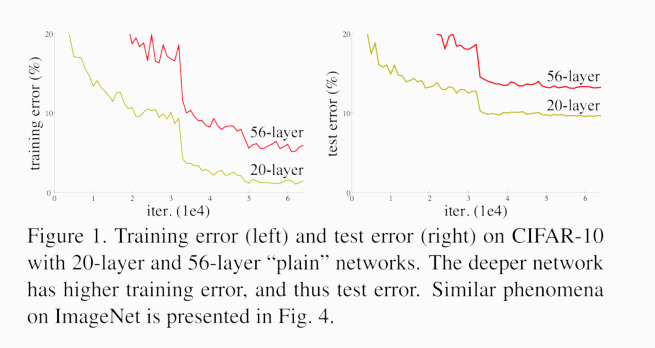 20
10
0
training error (%)
56-layer
20-layer
0 1 2 3 4 5 6
iter. (1e4)
20
10
0
test error (%)
56-layer
20-layer
0 1 2 3 4 5 6
iter. (1e4)
Figure 1. Training error (left) and test error (right) on CIFAR-10
with 20-layer and 56-layer “plain” networks. The deeper network
has higher training error, and thus test error. Similar phenomena
on ImageNet is presented in Fig. 4.